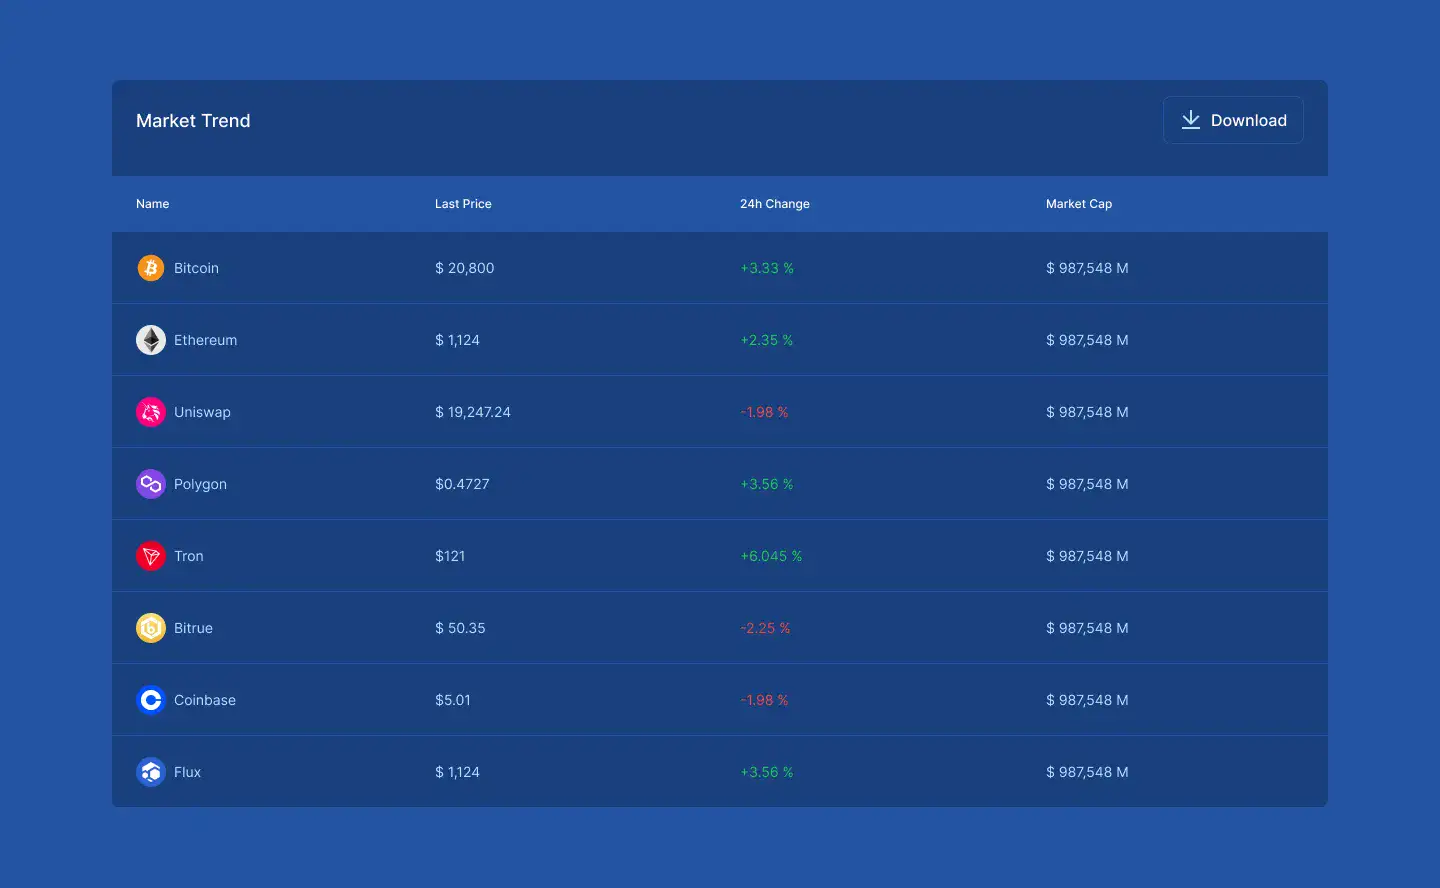 Market Trend
Download
Name Last Price 24h Change Market Cap
Bitcoin $ 20,800 +3.33 % $ 987,548 M
Ethereum $ 1,124 +2.35 % $ 987,548 M
Uniswap $ 19,247.24 -1.98 % $ 987,548 M
Polygon $0.4727 +3.56 % $ 987,548 M
Tron $121 +6.045 % $ 987,548 M
Bitrue $ 50.35 -2.25 % $ 987,548 M
Coinbase $5.01 -1.98 % $ 987,548 M
Flux $ 1,124 +3.56 % $ 987,548 M